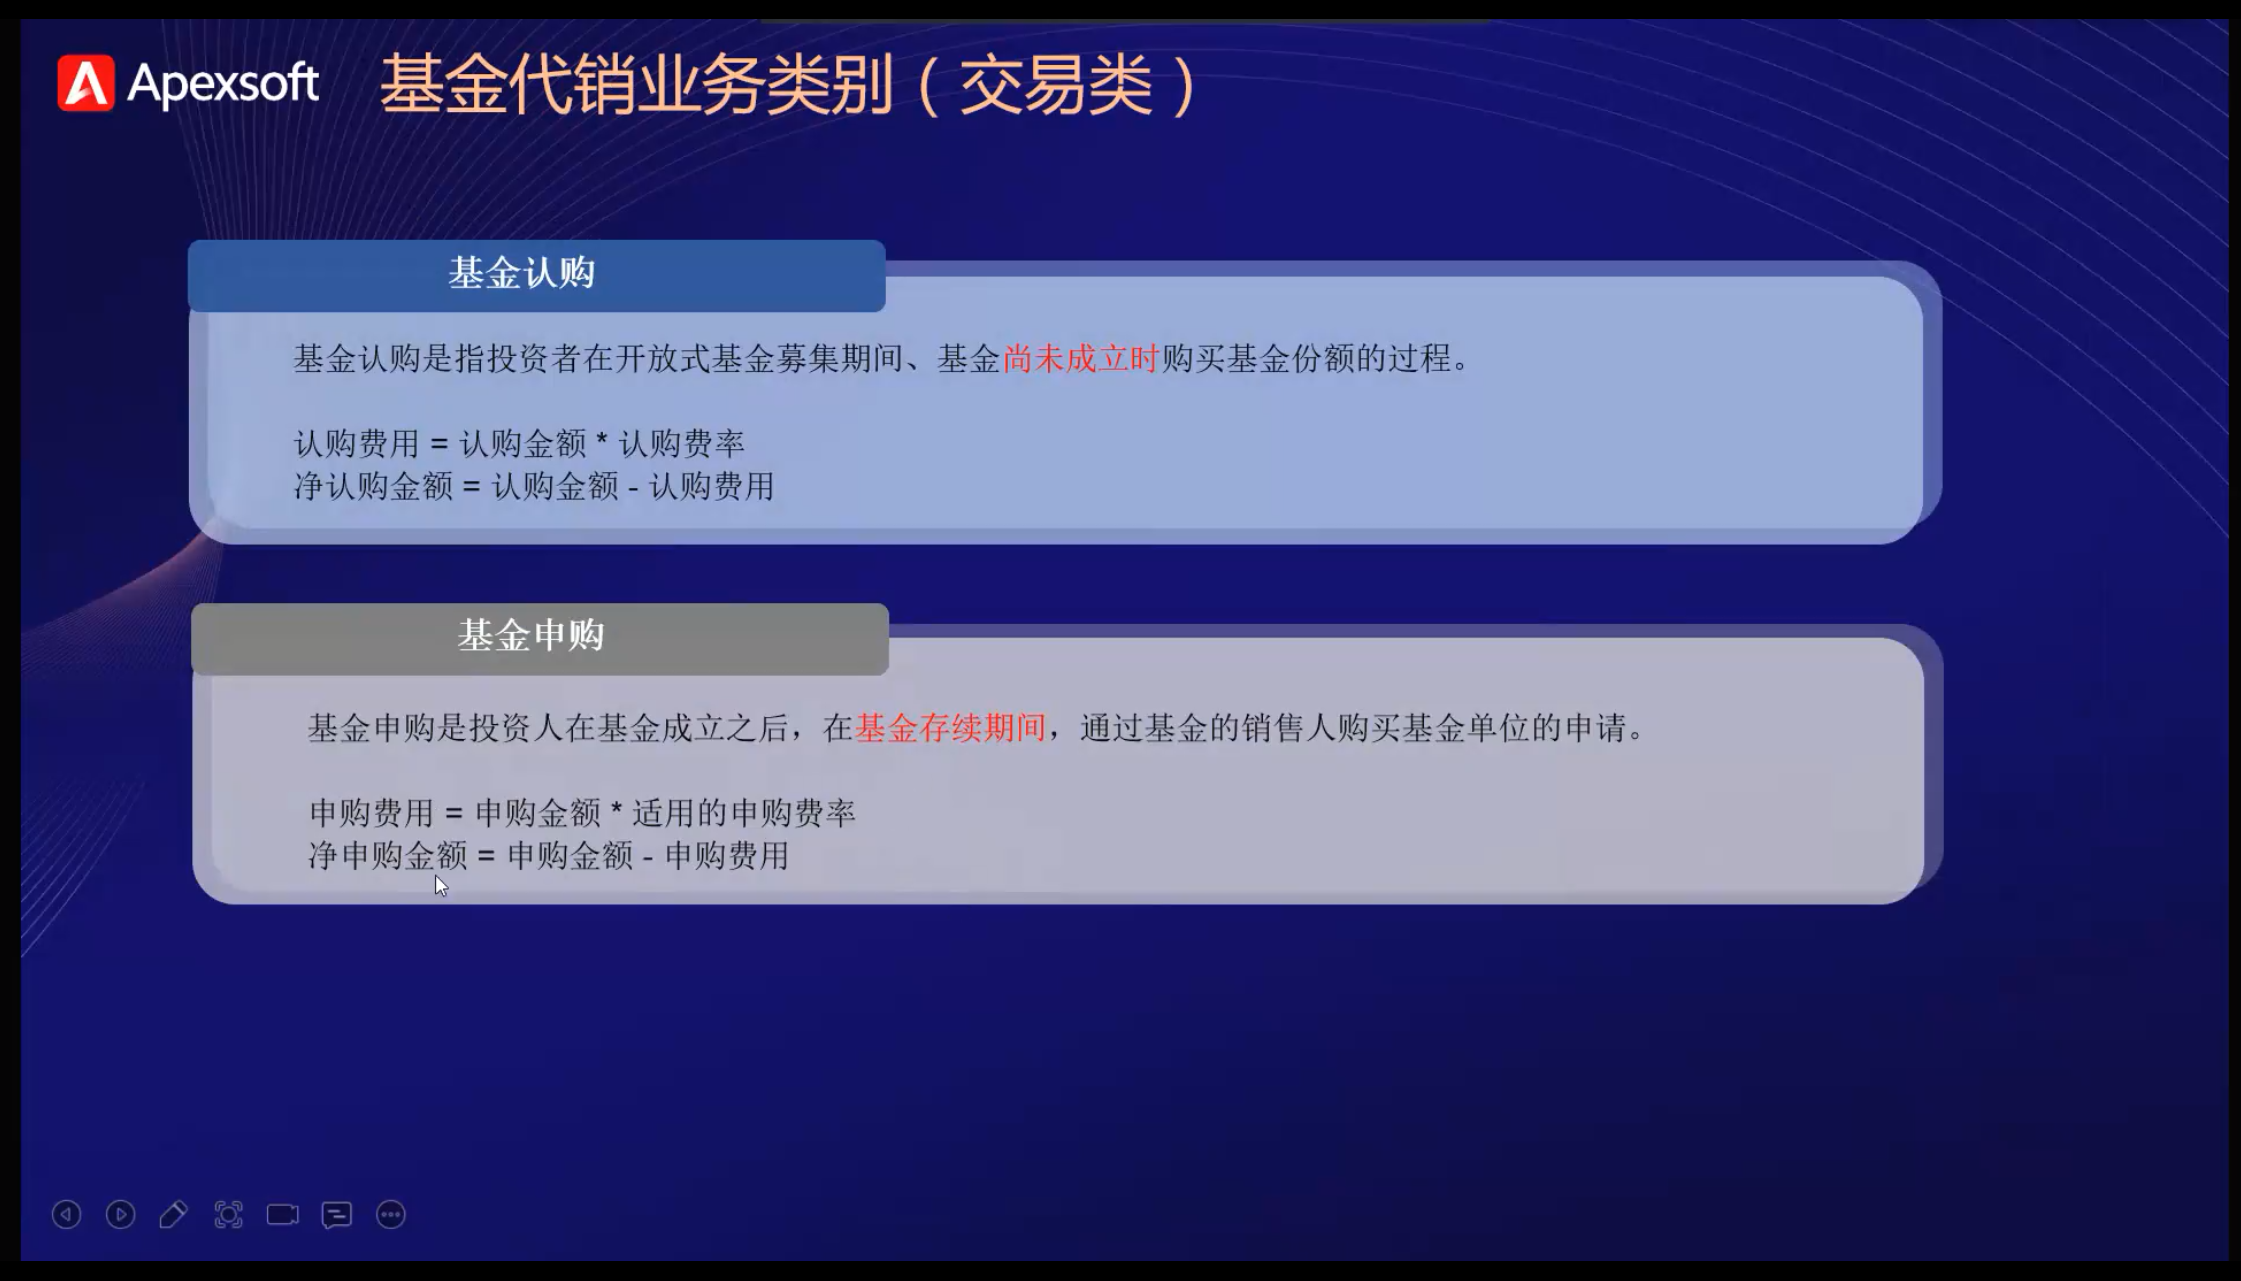 Apexsoft
基金代销业务类别（交易类）
基金认购
基金认购是指投资者在开放式基金募集期间、基金尚未成立时购买基金份额的过程。
认购费用 = 认购金额 * 认购费率
净认购金额 = 认购金额 - 认购费用
基金申购
基金申购是投资人在基金成立之后，在基金存续期间，通过基金的销售人购买基金单位的申请。
申购费用 = 申购金额 * 适用的申购费率
净申购金额 = 申购金额 - 申购费用